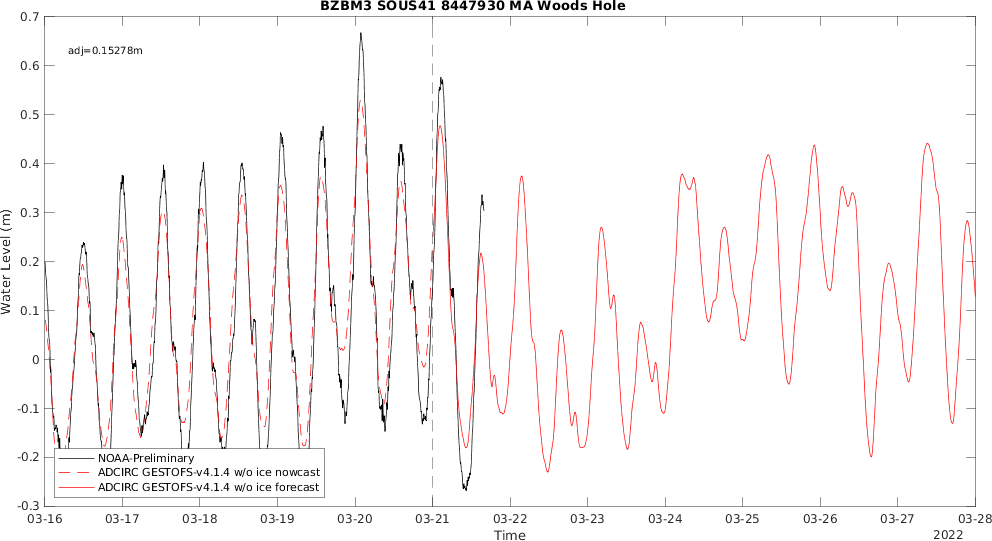 BZBM3 SOUS41 8447930 MA Woods Hole
adj=0.15278m
Water Level (m)
0.7
0.6
0.5
0.4
0.3
0.2
0.1
0
-0.1
-0.2
-0.3
NOAA-Preliminary
ADCIRC GESTOFS-v4.1.4 w/o ice nowcast
ADCIRC GESTOFS-v4.1.4 w/o ice forecast
03-16 03-17 03-18 03-19 03-20 03-21 03-22 03-23 03-24 03-25 03-26 03-27 03-28
Time
2022